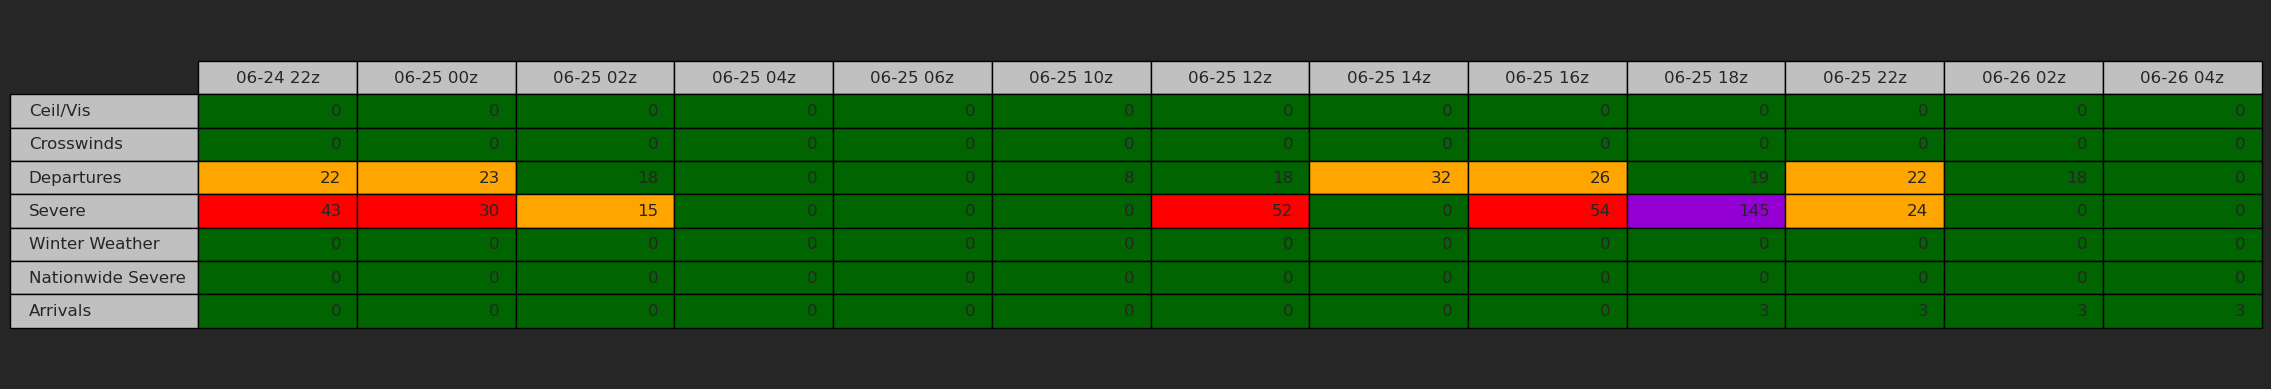 06-24 22z 06-25 00z 06-25 02z 06-25 04z 06-25 06z 06-25 10z 06-25 12z 06-25 14z 06-25 16z 06-25 18z 06-25 22z 06-26 02z 06-26 04z
Ceil/Vis 0 0 0 0 0 0 0 0 0 0 0 0 0
Crosswinds 0 0 0 0 0 0 0 0 0 0 0 0 0
Departures 22 23 18 0 0 8 18 32 26 19 22 18 0
Severe 43 30 15 0 0 0 52 0 54 145 24 0 0
Winter Weather 0 0 0 0 0 0 0 0 0 0 0 0 0
Nationwide Severe 0 0 0 0 0 0 0 0 0 0 0 0 0
Arrivals 0 0 0 0 0 0 0 0 0 3 3 3 3